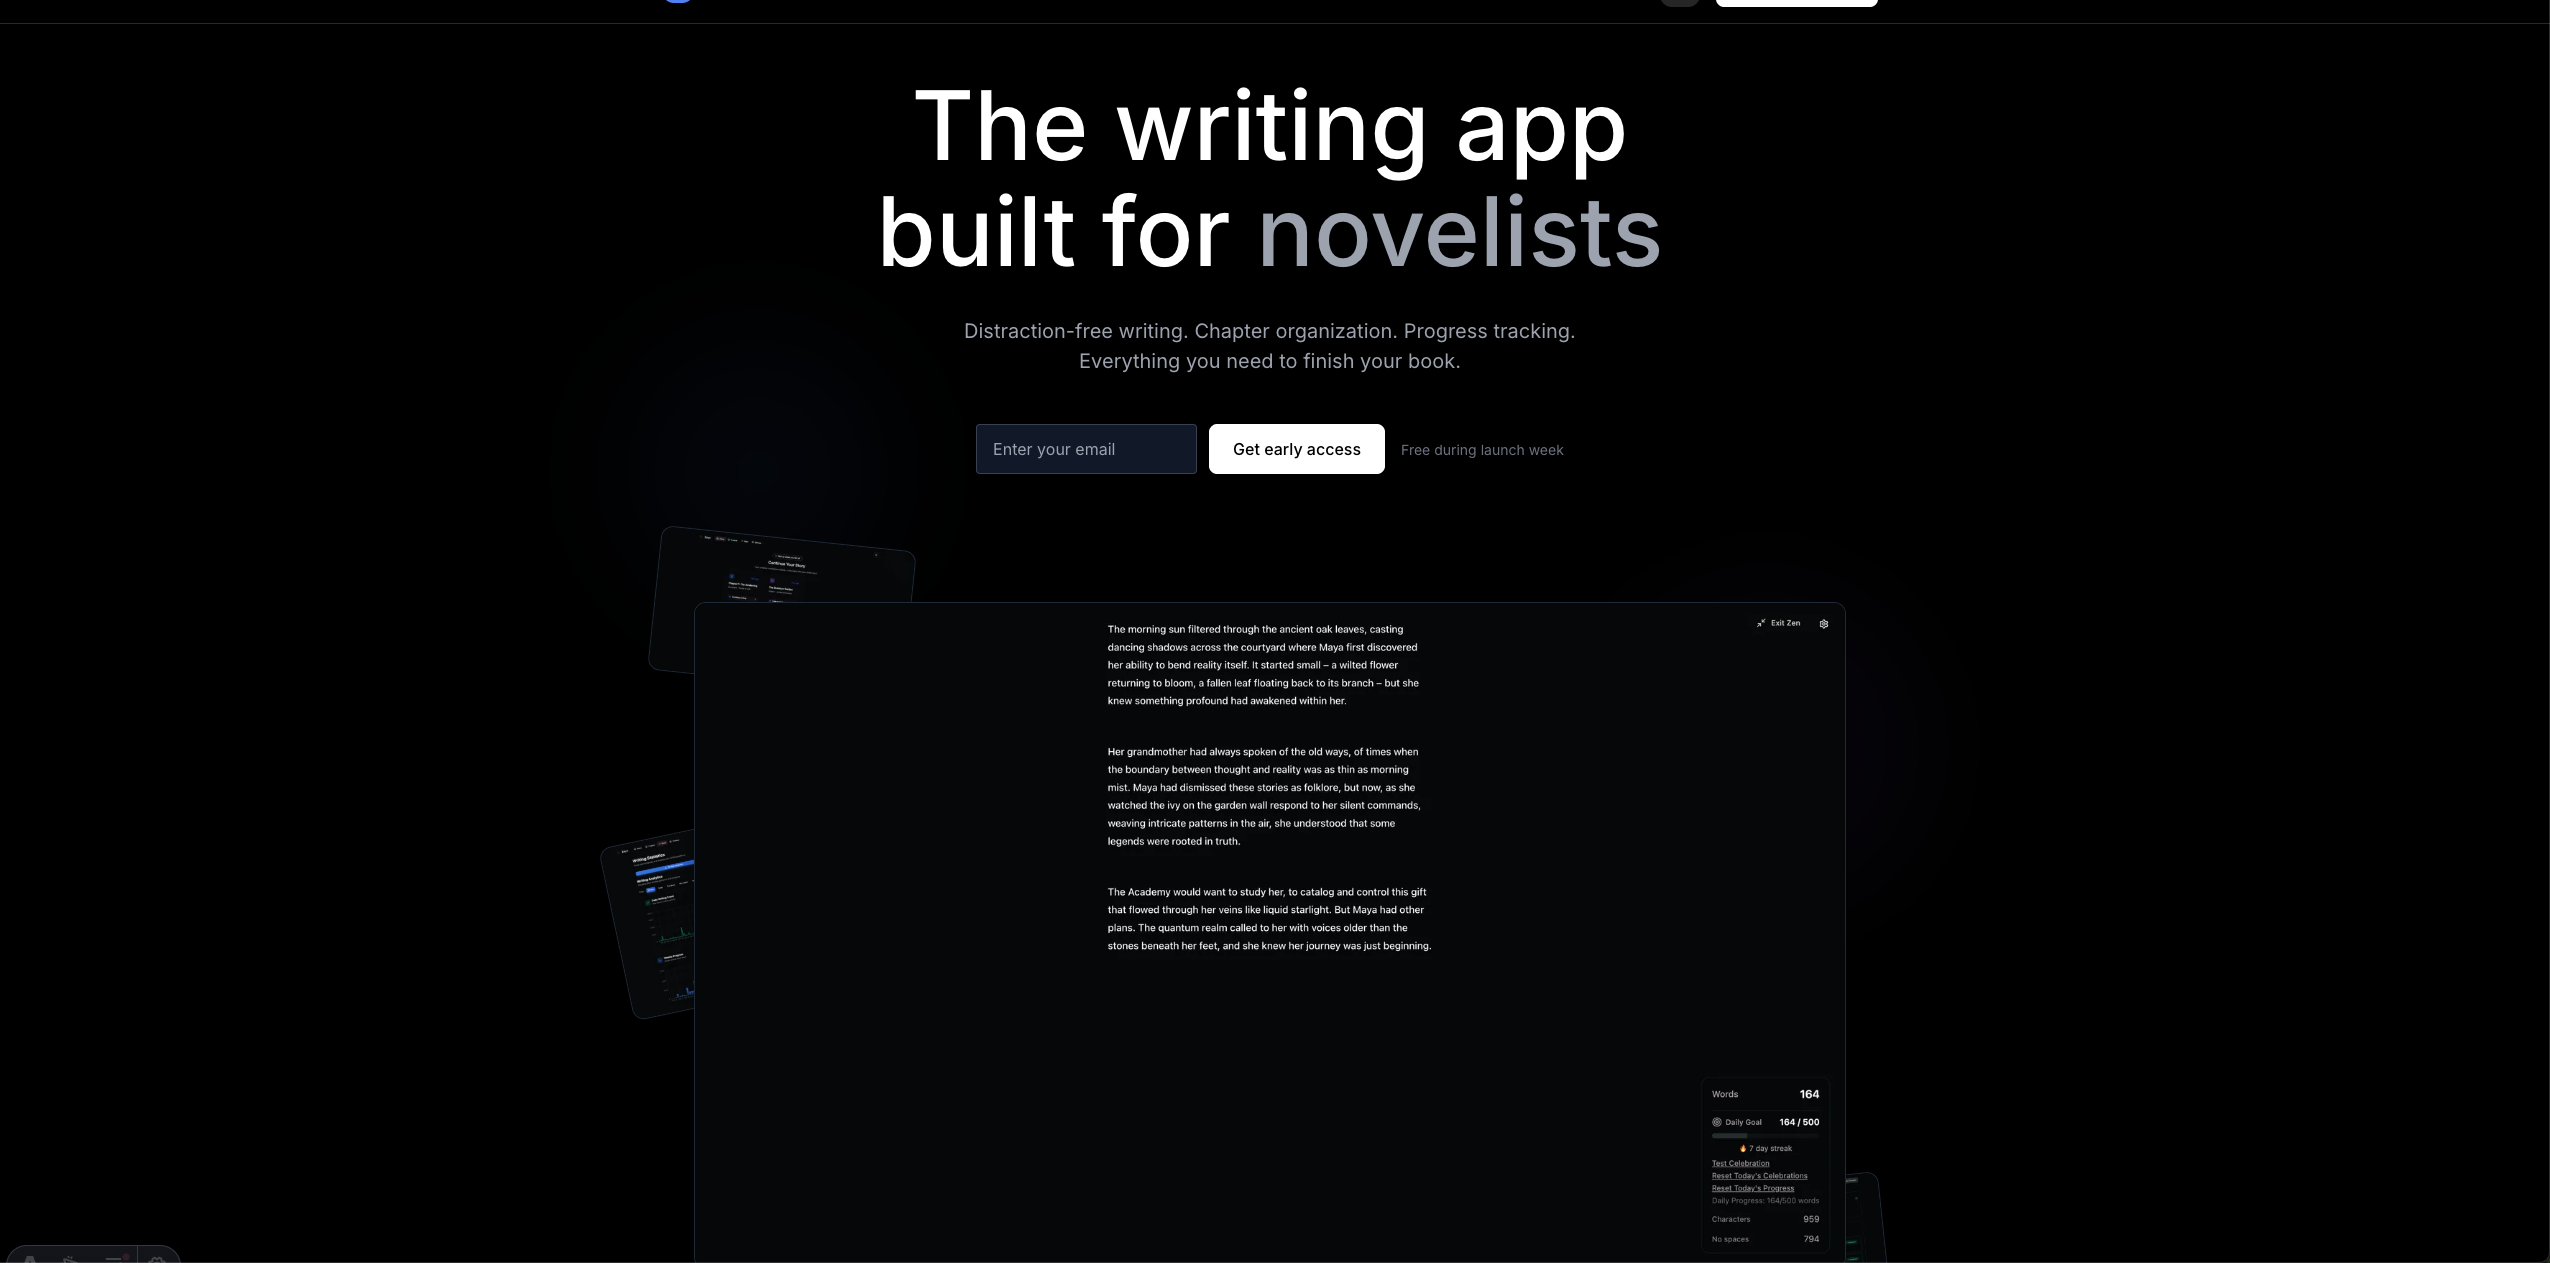 The writing app
built for novelists
Distraction-free writing. Chapter organization. Progress tracking.
Everything you need to finish your book.
Enter your email
Get early access
Free during launch week
Continue Your Story
Exit Zen
The morning sun filtered through the ancient oak leaves, casting
dancing shadows across the courtyard where Maya first discovered
her ability to bend reality itself. It started small – a wilted flower
returning to bloom, a fallen leaf floating back to its branch – but she
knew something profound had awakened within her.
Her grandmother had always spoken of the old ways, of times when
the boundary between thought and reality was as thin as morning
mist. Maya had dismissed these stories as folklore, but now, as she
watched the ivy on the garden wall respond to her silent commands,
weaving intricate patterns in the air, she understood that some
legends were rooted in truth.
The Academy would want to study her, to catalog and control this gift
that flowed through her veins like liquid starlight. But Maya had other
plans. The quantum realm called to her with voices older than the
stones beneath her feet, and she knew her journey was just beginning.
Writing Statistics
Writing Analytics
Words 164
Daily Goal 164 / 500
7 day streak
Test Celebration
Reset Today's Celebrations
Reset Today's Progress
Daily Progress: 164/500 words
Characters 959
No spaces 794